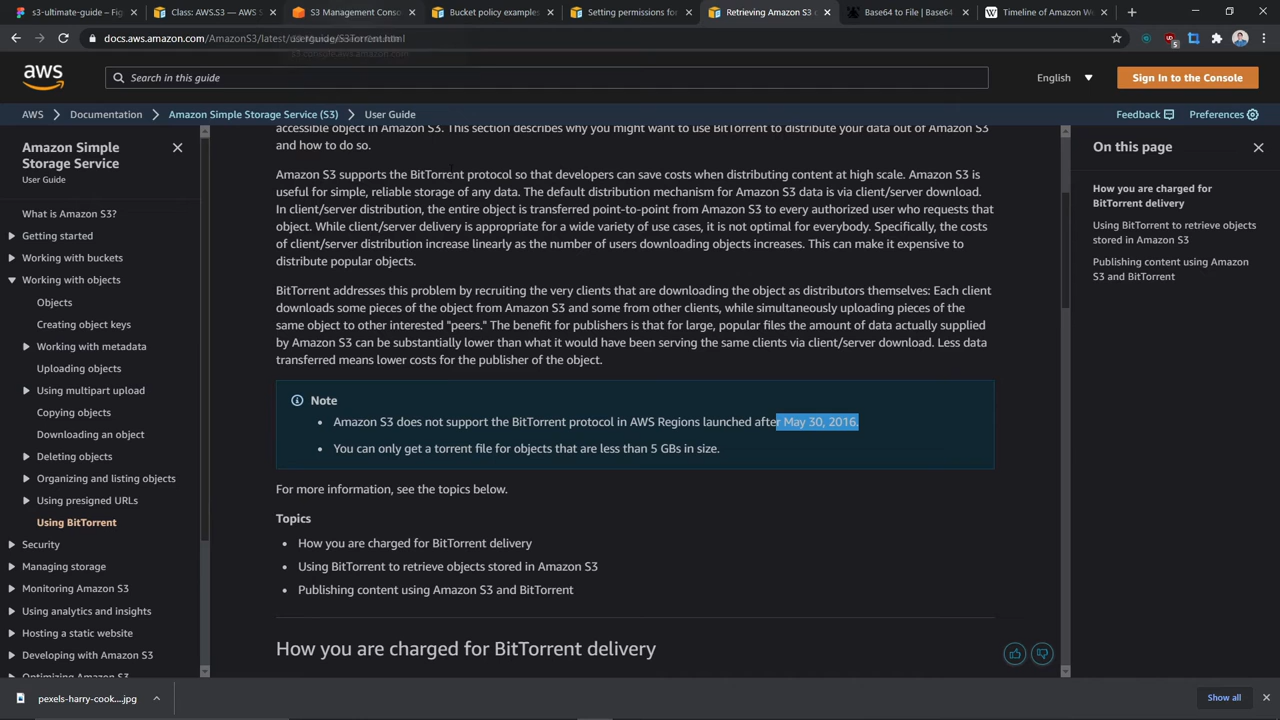 s3-ultimate-guide – Fig
Class: AWS.S3 — AWS S
S3 Management Conso
Bucket policy examples
Setting permissions for
Retrieving Amazon S3 o
Base64 to File | Base64
Timeline of Amazon We
docs.aws.amazon.com/AmazonS3/latest/userguide/S3Torrent.html
aws
Search in this guide
English
Sign In to the Console
AWS
Documentation
Amazon Simple Storage Service (S3)
User Guide
Feedback
Preferences
Amazon Simple
Storage Service
User Guide
What is Amazon S3?
Getting started
Working with buckets
Working with objects
Objects
Creating object keys
Working with metadata
Uploading objects
Using multipart upload
Copying objects
Downloading an object
Deleting objects
Organizing and listing objects
Using presigned URLs
Using BitTorrent
Security
Managing storage
Monitoring Amazon S3
Using analytics and insights
Hosting a static website
Developing with Amazon S3
Optimizing Amazon S3
accessible object in Amazon S3. This section describes why you might want to use BitTorrent to distribute your data out of Amazon S3
and how to do so.
Amazon S3 supports the BitTorrent protocol so that developers can save costs when distributing content at high scale. Amazon S3 is
useful for simple, reliable storage of any data. The default distribution mechanism for Amazon S3 data is via client/server download.
In client/server distribution, the entire object is transferred point-to-point from Amazon S3 to every authorized user who requests that
object. While client/server delivery is appropriate for a wide variety of use cases, it is not optimal for everybody. Specifically, the costs
of client/server distribution increase linearly as the number of users downloading objects increases. This can make it expensive to
distribute popular objects.
BitTorrent addresses this problem by recruiting the very clients that are downloading the object as distributors themselves: Each client
downloads some pieces of the object from Amazon S3 and some from other clients, while simultaneously uploading pieces of the
same object to other interested "peers." The benefit for publishers is that for large, popular files the amount of data actually supplied
by Amazon S3 can be substantially lower than what it would have been serving the same clients via client/server download. Less data
transferred means lower costs for the publisher of the object.
Note
• Amazon S3 does not support the BitTorrent protocol in AWS Regions launched after May 30, 2016.
• You can only get a torrent file for objects that are less than 5 GBs in size.
For more information, see the topics below.
Topics
• How you are charged for BitTorrent delivery
• Using BitTorrent to retrieve objects stored in Amazon S3
• Publishing content using Amazon S3 and BitTorrent
How you are charged for BitTorrent delivery
On this page
How you are charged for
BitTorrent delivery
Using BitTorrent to retrieve objects
stored in Amazon S3
Publishing content using Amazon
S3 and BitTorrent
pexels-harry-cook....jpg
Show all